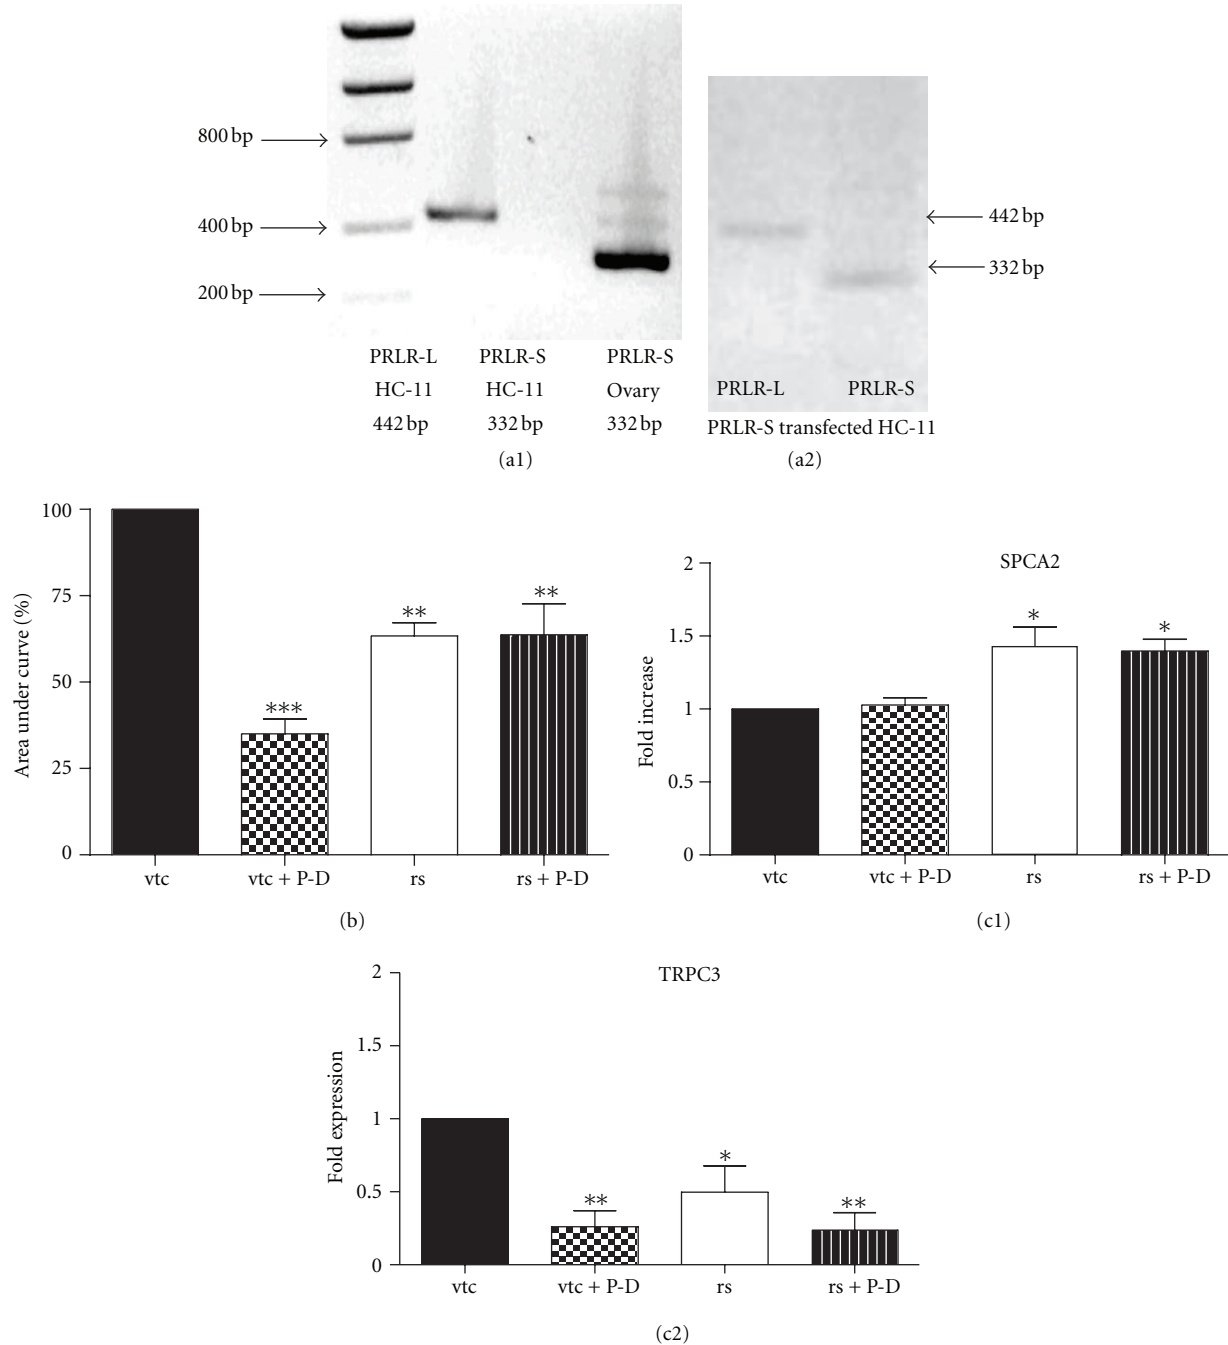 800 bp
400 bp
200 bp
PRLR-L PRLR-S PRLR-S
HC-11 HC-11 Ovary
442 bp 332 bp 332 bp
(a1)
442 bp
332 bp
PRLR-L PRLR-S
PRLR-S transfected HC-11
(a2)
Area under curve (%)
100
75
50
25
0
***
**
**
vtc vtc + P-D rs rs + P-D
(b)
SPCA2
Fold increase
2
1.5
1
0.5
0
*
*
vtc vtc + P-D rs rs + P-D
(c1)
TRPC3
Fold expression
2
1.5
1
0.5
0
**
*
**
vtc vtc + P-D rs rs + P-D
(c2)